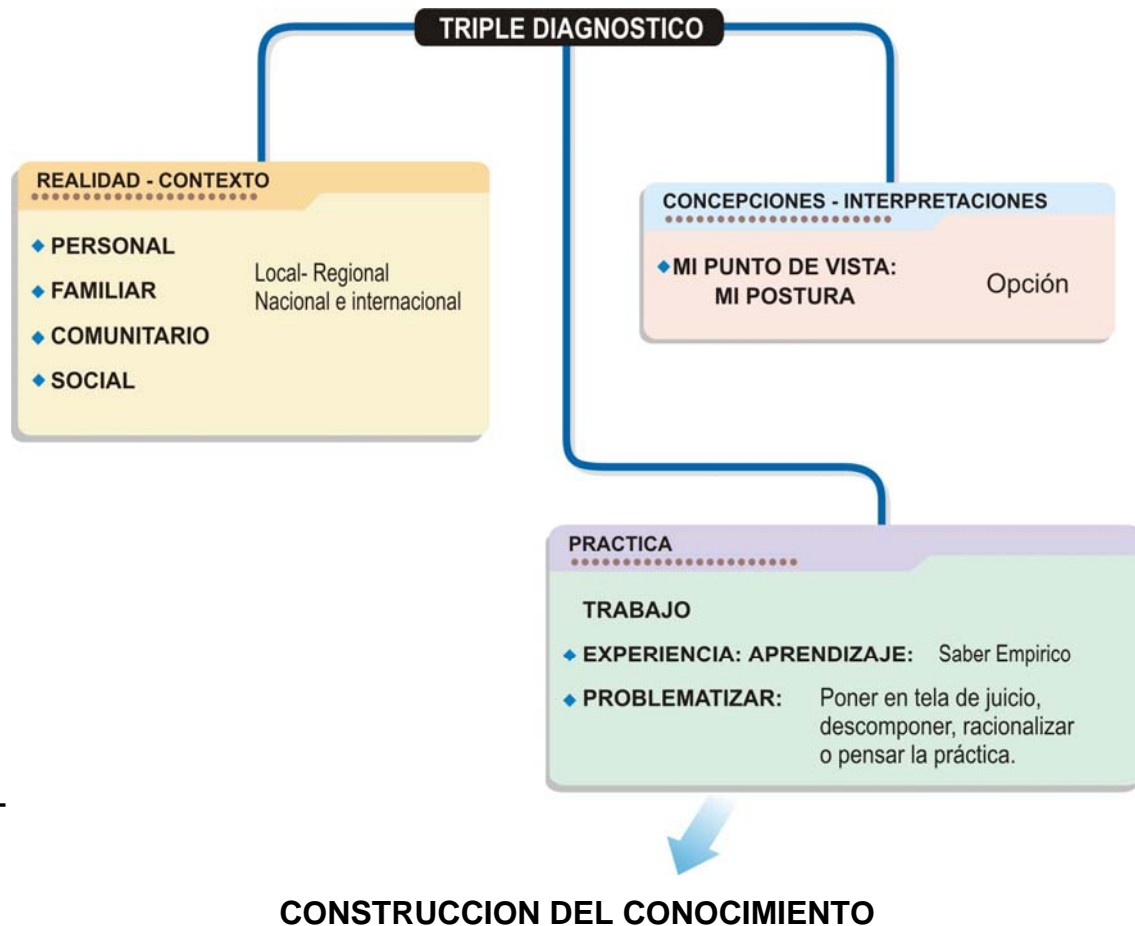 TRIPLE DIAGNOSTICO
REALIDAD - CONTEXTO
PERSONAL
FAMILIAR
COMUNITARIO
SOCIAL
Local- Regional
Nacional e internacional
CONCEPCIONES - INTERPRETACIONES
MI PUNTO DE VISTA:
MI POSTURA
Opción
PRACTICA
TRABAJO
EXPERIENCIA: APRENDIZAJE: Saber Empirico
PROBLEMATIZAR: Poner en tela de juicio,
descomponer, racionalizar
o pensar la práctica.
-
CONSTRUCCION DEL CONOCIMIENTO